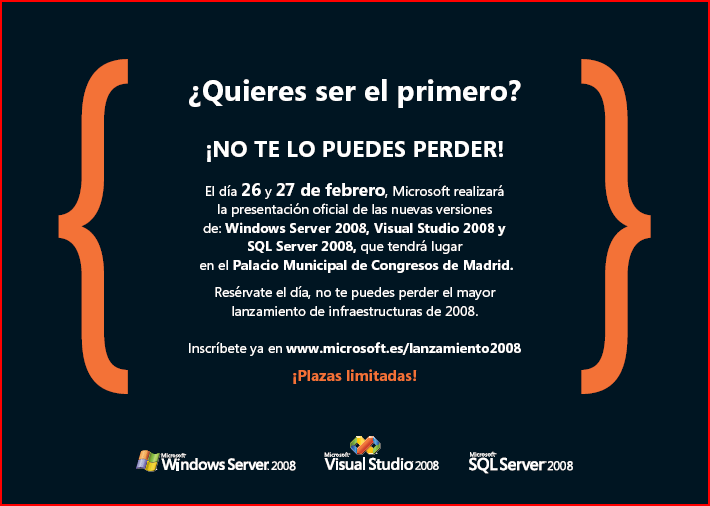 ¿Quieres ser el primero?
¡NO TE LO PUEDES PERDER!
El día 26 y 27 de febrero, Microsoft realizará
la presentación oficial de las nuevas versiones
de: Windows Server 2008, Visual Studio 2008 y
SQL Server 2008, que tendrá lugar
en el Palacio Municipal de Congresos de Madrid.
Resérvate el día, no te puedes perder el mayor
lanzamiento de infraestructuras de 2008.
Inscríbete ya en www.microsoft.es/lanzamiento2008
¡Plazas limitadas!
Microsoft Windows Server 2008
Microsoft Visual Studio 2008
Microsoft SQL Server 2008